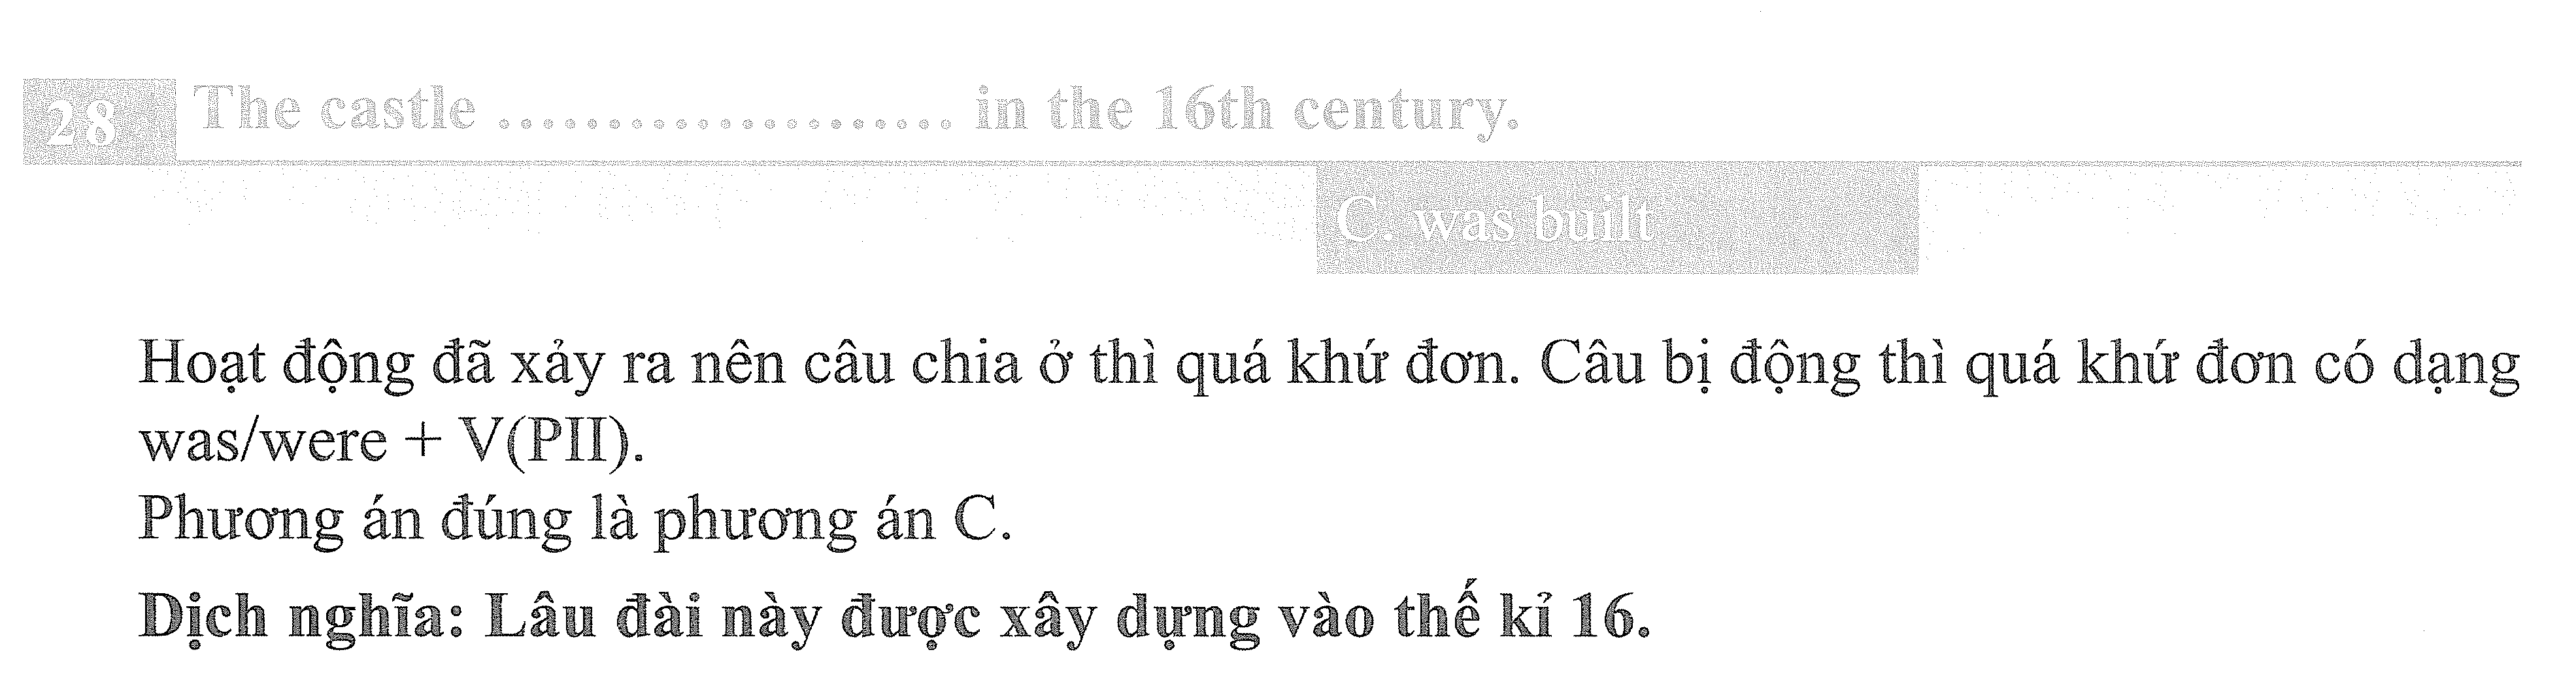 28 The castle ..................... in the 16th century.
C. was built
Hoạt động đã xảy ra nên câu chia ở thì quá khứ đơn. Câu bị động thì quá khứ đơn có dạng
was/were + V(PII).
Phương án đúng là phương án C.
Dịch nghĩa: Lâu đài này được xây dựng vào thế kỉ 16.